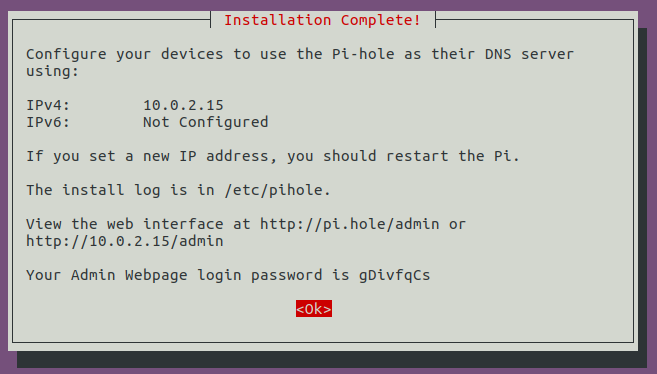 Installation Complete!
Configure your devices to use the Pi-hole as their DNS server
using:
IPv4: 10.0.2.15
IPv6: Not Configured
If you set a new IP address, you should restart the Pi.
The install log is in /etc/pihole.
View the web interface at http://pi.hole/admin or
http://10.0.2.15/admin
Your Admin Webpage login password is gDivfqCs
<Ok>